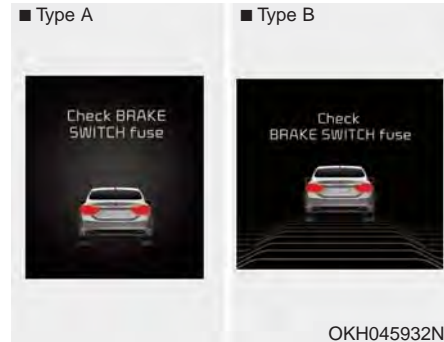 ■ Type A
■ Type B
Check BRAKE
SWITCH fuse
Check
BRAKE SWITCH fuse
OKH045932N